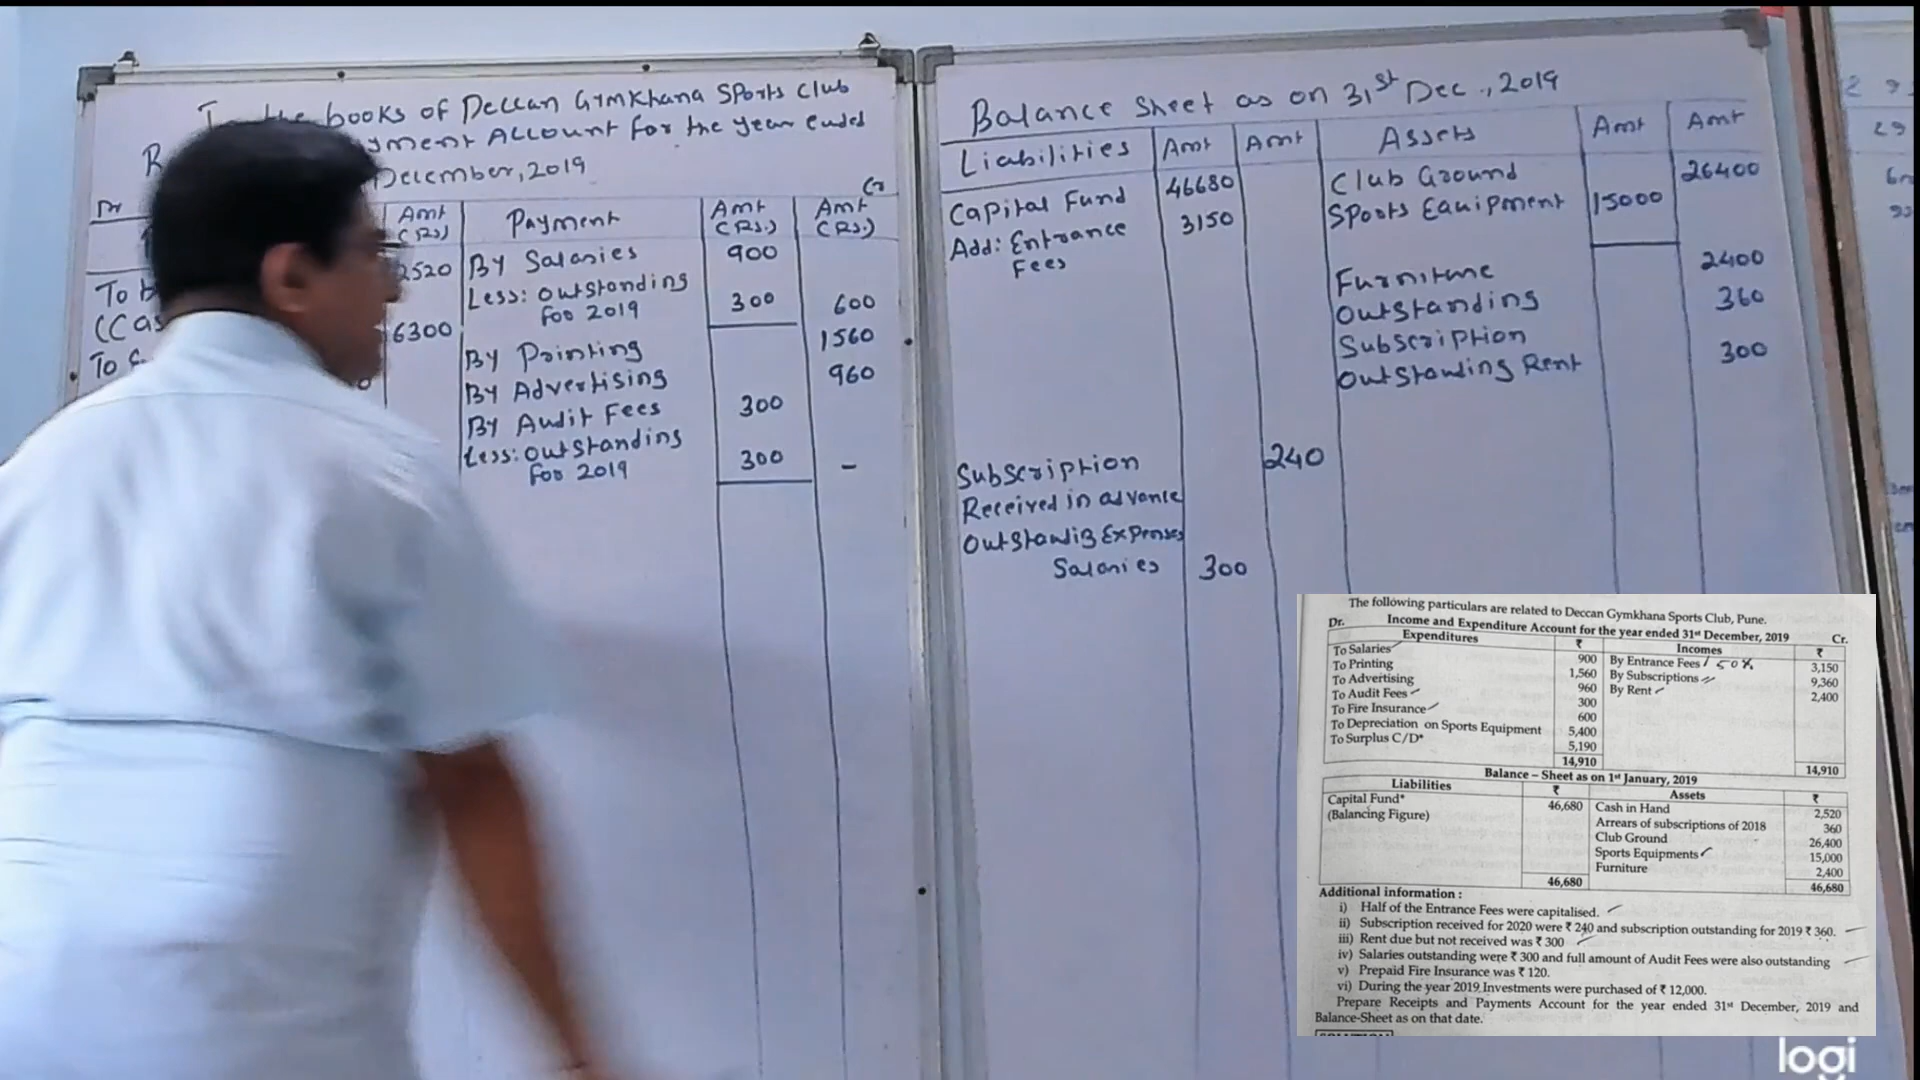 the books of Deccan Gymkhana Sports Club
yment Account for the year ended
December, 2019
Dr
Cr
Amt
(Rs)
Payment
Amt
(Rs.)
Amt
(Rs.)
2520
By Salaries
900
Less: Outstanding
for 2019
300
600
(Cas
6300
To
By Printing
1560
By Advertising
960
By Audit Fees
300
Less: Outstanding
for 2019
300
-
Balance Sheet as on 31st Dec., 2019
Liabilities
Amt
Amt
Assets
Amt
Amt
Capital Fund
46680
Add: Entrance
Fees
3150
Club Ground
26400
Sports Equipment
15000
Furniture
2400
Outstanding
Subscription
360
Outstanding Rent
300
Subscription
Received in advance
240
Outstandig Expenses
Salaries
300
The following particulars are related to Deccan Gymkhana Sports Club, Pune.
Dr.
Income and Expenditure Account for the year ended 31st December, 2019
Cr.
Expenditures
₹
Incomes
₹
To Salaries
900
By Entrance Fees / 50%
3,150
To Printing
1,560
By Subscriptions
9,360
To Advertising
960
By Rent
2,400
To Audit Fees
300
To Fire Insurance
600
To Depreciation on Sports Equipment
5,400
To Surplus C/D*
5,190
14,910
14,910
Balance – Sheet as on 1st January, 2019
Liabilities
₹
Assets
₹
Capital Fund*
46,680
Cash in Hand
2,520
(Balancing Figure)
Arrears of subscriptions of 2018
360
Club Ground
26,400
Sports Equipments
15,000
Furniture
2,400
46,680
46,680
Additional information :
i) Half of the Entrance Fees were capitalised.
ii) Subscription received for 2020 were ₹ 240 and subscription outstanding for 2019 ₹ 360.
iii) Rent due but not received was ₹ 300
iv) Salaries outstanding were ₹ 300 and full amount of Audit Fees were also outstanding
v) Prepaid Fire Insurance was ₹ 120.
vi) During the year 2019 Investments were purchased of ₹ 12,000.
Prepare Receipts and Payments Account for the year ended 31st December, 2019 and
Balance-Sheet as on that date.
logi